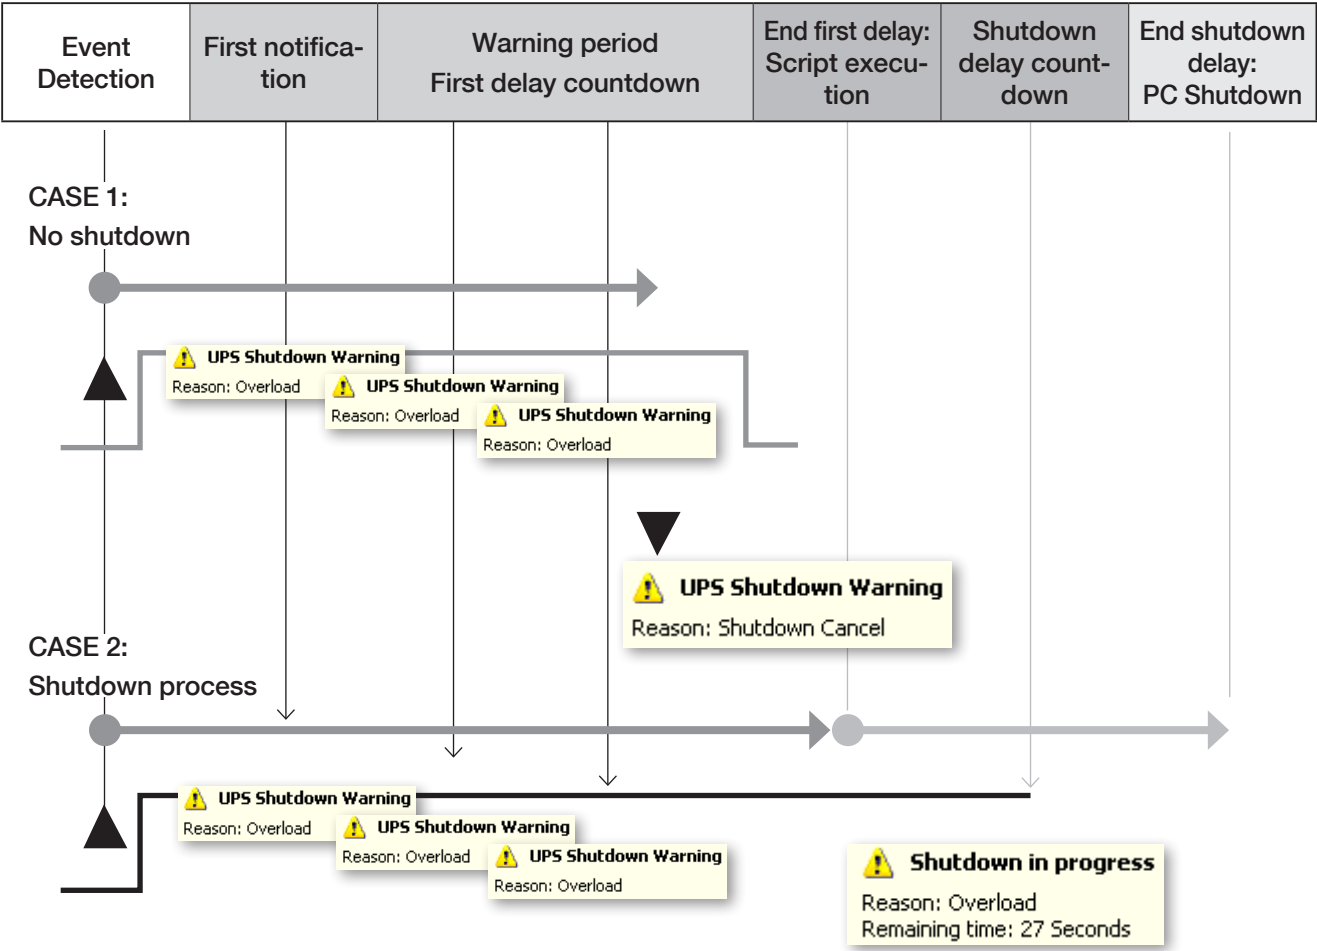 Event
Detection
First notifica-
tion
Warning period
First delay countdown
End first delay:
Script execu-
tion
Shutdown
delay count-
down
End shutdown
delay:
PC Shutdown
CASE 1:
No shutdown
UPS Shutdown Warning
Reason: Overload
UPS Shutdown Warning
Reason: Overload
UPS Shutdown Warning
Reason: Overload
UPS Shutdown Warning
Reason: Shutdown Cancel
CASE 2:
Shutdown process
UPS Shutdown Warning
Reason: Overload
UPS Shutdown Warning
Reason: Overload
UPS Shutdown Warning
Reason: Overload
Shutdown in progress
Reason: Overload
Remaining time: 27 Seconds